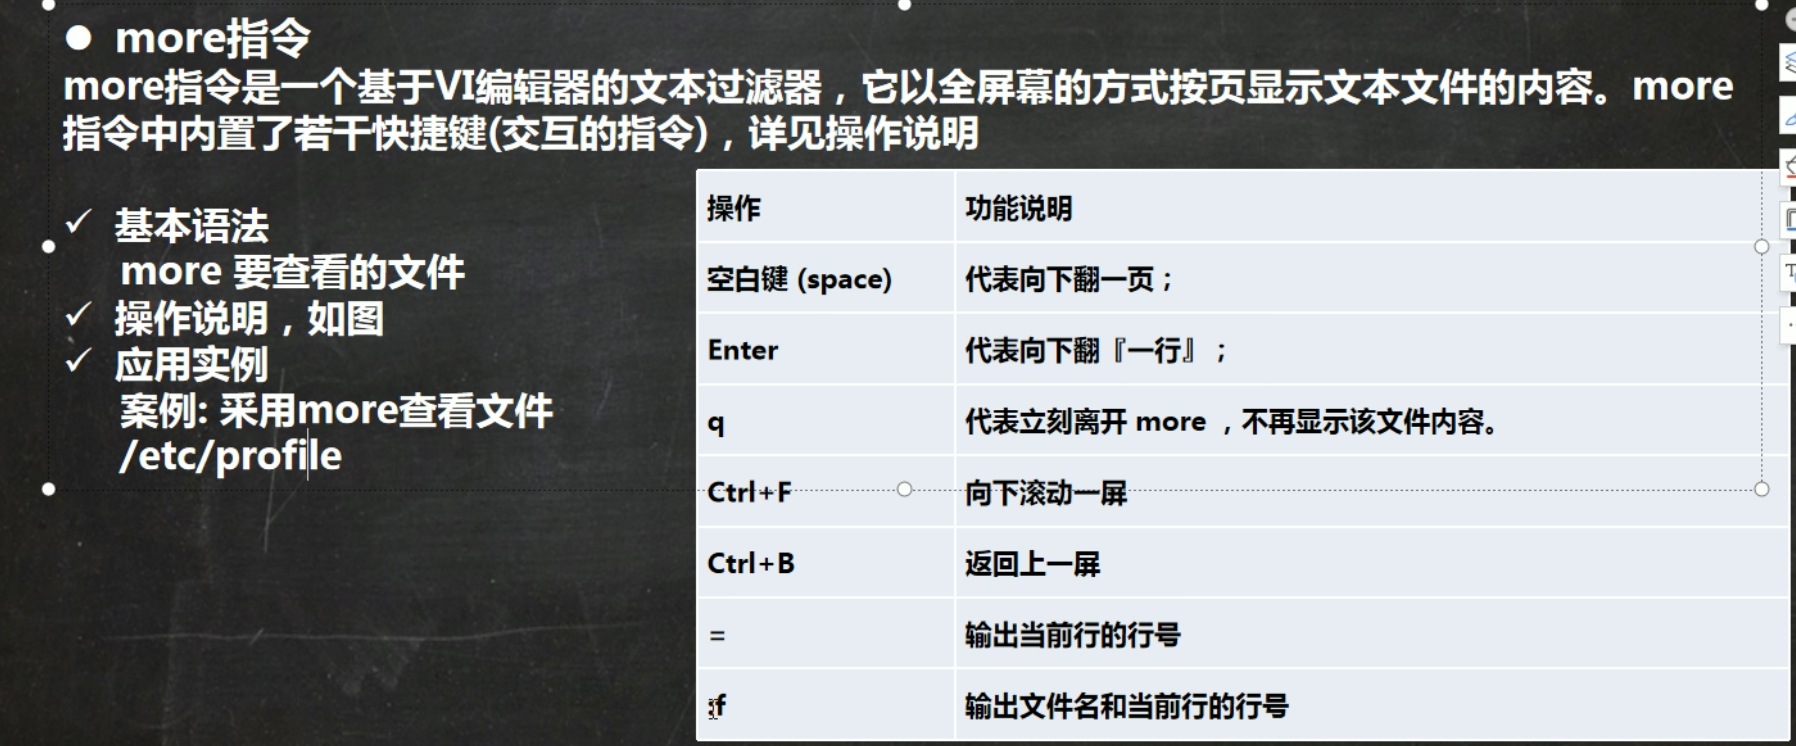 more指令
more指令是一个基于VI编辑器的文本过滤器，它以全屏幕的方式按页显示文本文件的内容。more
指令中内置了若干快捷键(交互的指令)，详见操作说明
基本语法
more 要查看的文件
操作说明，如图
应用实例
案例: 采用more查看文件
/etc/profile
操作 功能说明
空白键 (space) 代表向下翻一页；
Enter 代表向下翻『一行』；
q 代表立刻离开 more ，不再显示该文件内容。
Ctrl+F 向下滚动一屏
Ctrl+B 返回上一屏
= 输出当前行的行号
:f 输出文件名和当前行的行号